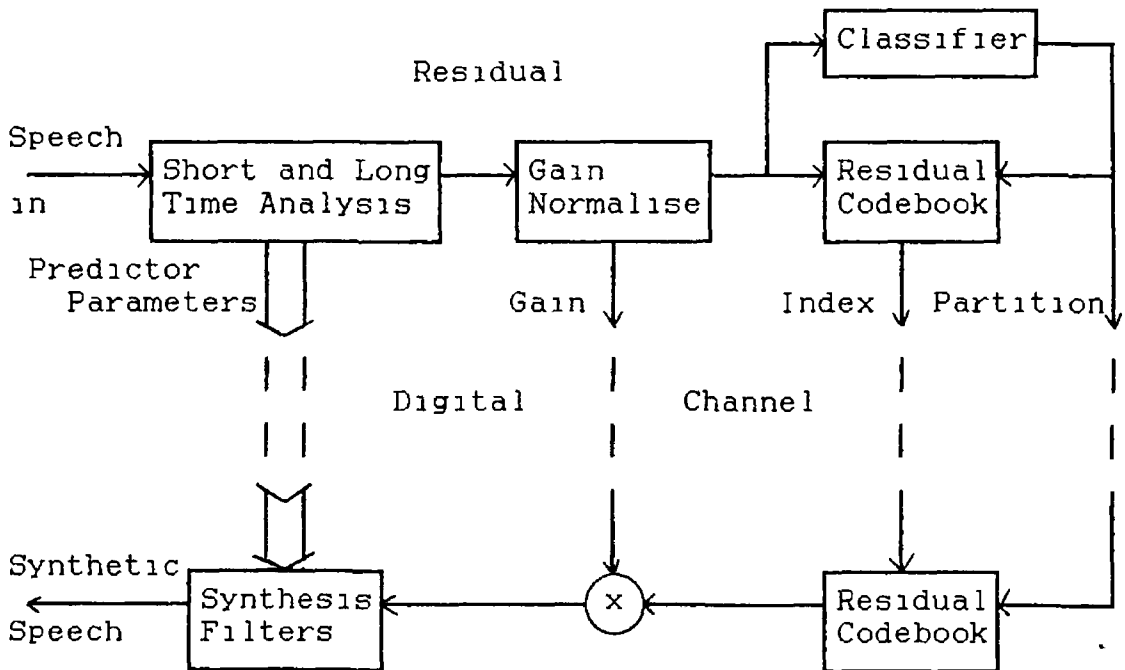 Classifier
Residual
Speech
in
Short and Long
Time Analysis
Gain
Normalise
Residual
Codebook
Predictor
Parameters
Gain
Index
Partition
Digital
Channel
Synthetic
Speech
Synthesis
Filters
x
Residual
Codebook